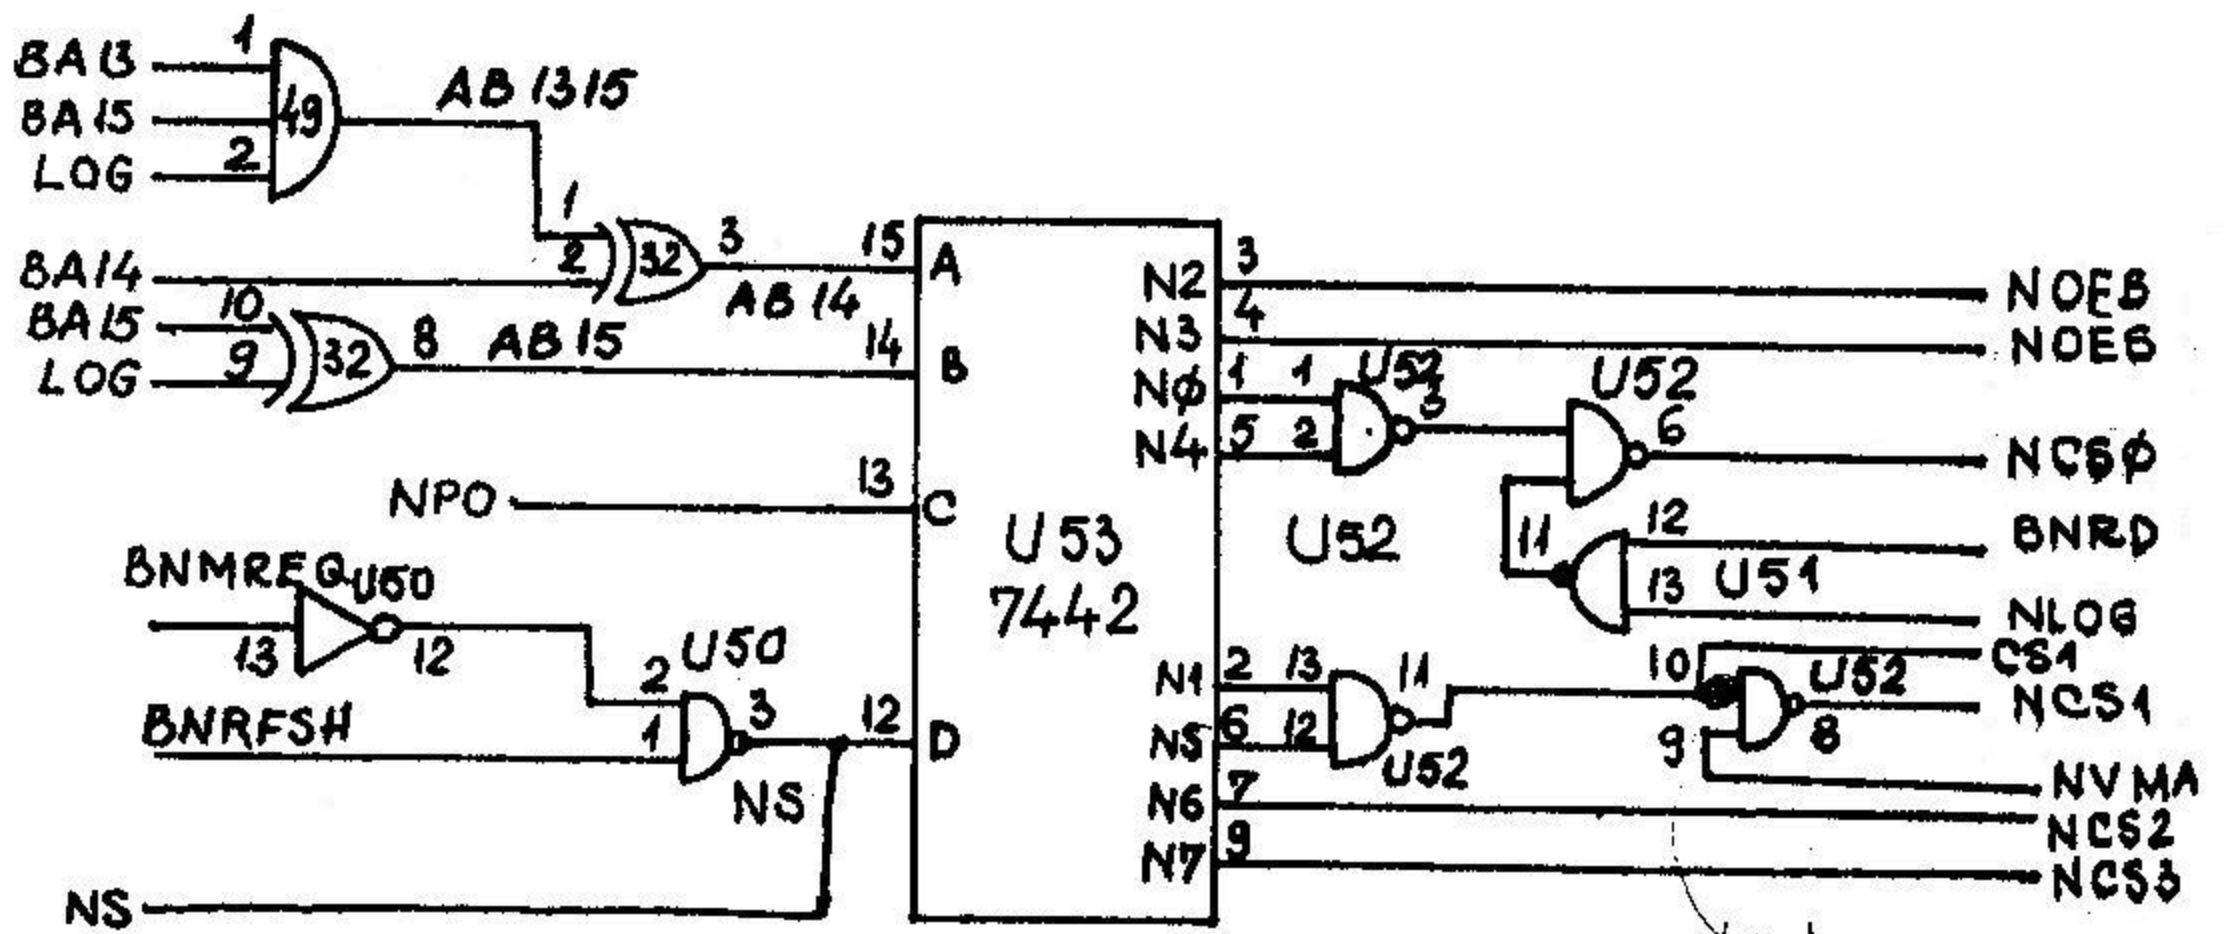 BA13 1
BA15
LOG 2
49
AB1315
BA14 2
1
32
3
AB14
15 A
BA15 10
LOG 9
32
8
AB15
14 B
NPO 13 C
BNMREQ U50
13 12
BNRFSH 1
2 U50
3
NS
12 D
NS
U53
7442
N2 3 NOEB
N3 4 NOEB
NØ 1 1 U52 3
N4 5 2
U52 6 NCSØ
U52
11 12 BNRD
13 U51 NLOG
N1 2 13 11
N5 6 12 U52
10 CS1
U52 NCS1
9 8
NVMA
N6 7 NCS2
N7 9 NCS3